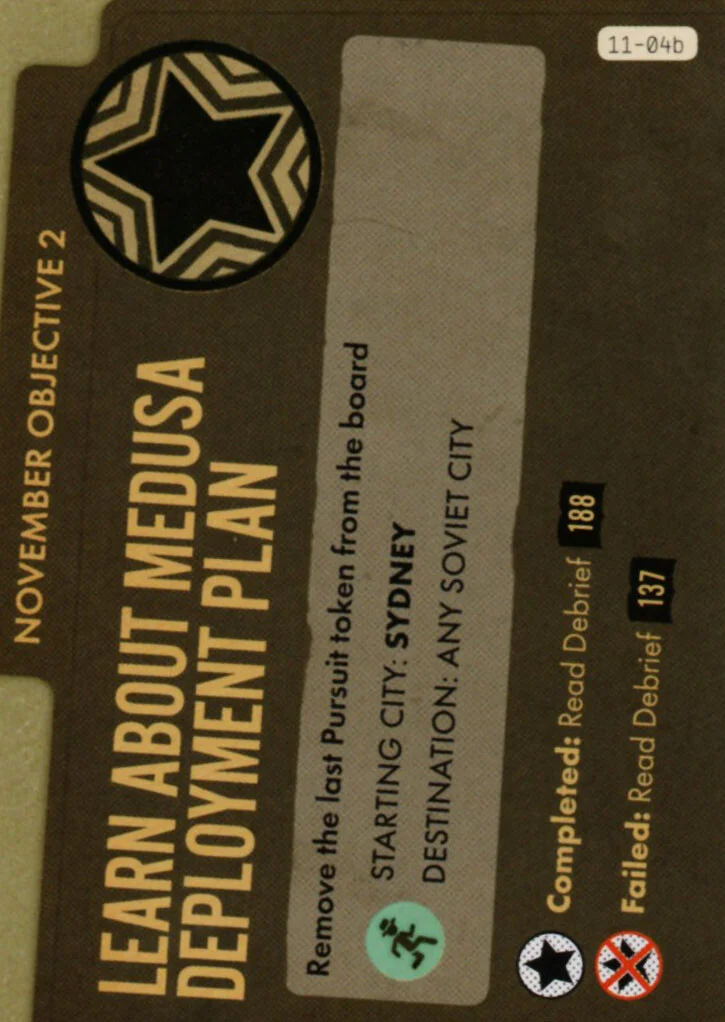 NOVEMBER OBJECTIVE 2
LEARN ABOUT MEDUSA
DEPLOYMENT PLAN
Remove the last Pursuit token from the board
STARTING CITY: SYDNEY
DESTINATION: ANY SOVIET CITY
Completed: Read Debrief 188
Failed: Read Debrief 137
11-04b